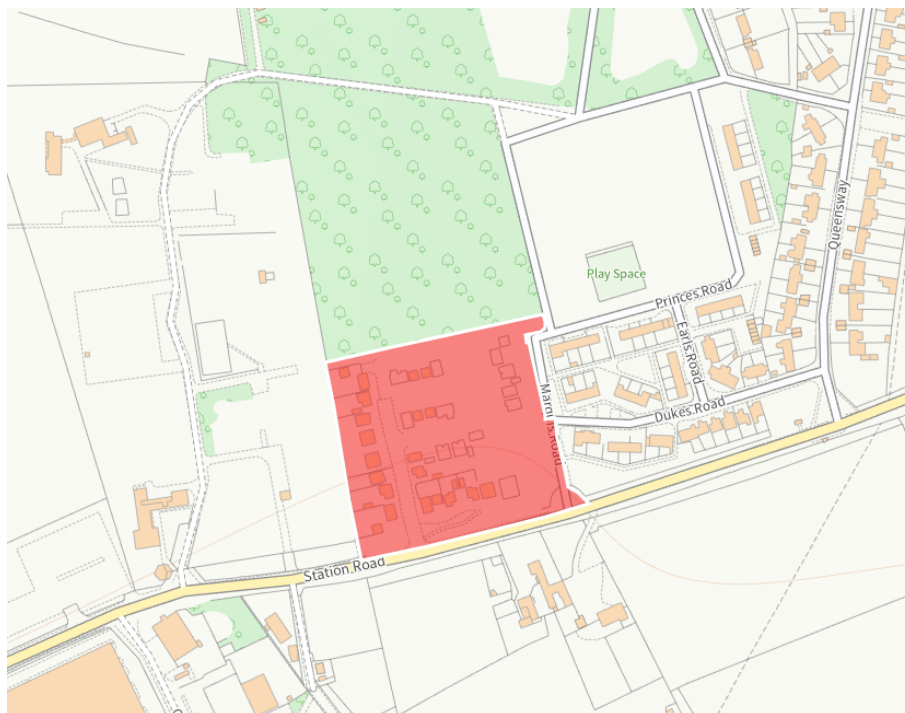 Queensway
Play Space
Princes Road
Earls Road
Dukes Road
Station Road